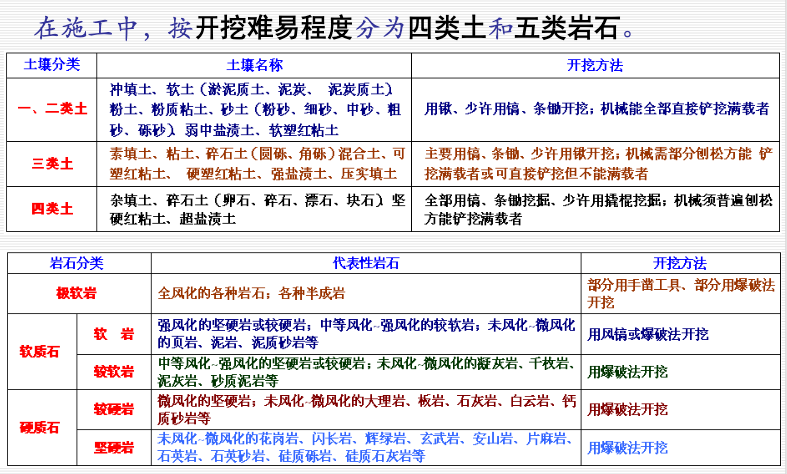 在施工中，按开挖难易程度分为四类土和五类岩石。
土壤分类 土壤名称 开挖方法
一、二类土
冲填土、软土（淤泥质土、泥炭、 泥炭质土）、
粉土、粉质粘土、砂土（粉砂、细砂、中砂、粗
砂、砾砂）、弱中盐渍土、软塑红粘土
用锹、少许用镐、条锄开挖；机械能全部直接铲挖满载者
三类土
素填土、粘土、碎石土（圆砾、角砾）混合土、可
塑红粘土、 硬塑红粘土、强盐渍土、压实填土
主要用镐、条锄、少许用锹开挖；机械需部分刨松方能 铲
挖满载者或可直接铲挖但不能满载者
四类土
杂填土、碎石土（卵石、碎石、漂石、块石）、坚
硬红粘土、超盐渍土
全部用镐、条锄挖掘、少许用撬棍挖掘；机械须普遍刨松
方能铲挖满载者
岩石分类 代表性岩石 开挖方法
极软岩
全风化的各种岩石；各种半成岩
部分用手凿工具、部分用爆破法
开挖
软质石
软 岩
强风化的坚硬岩或较硬岩；中等风化~强风化的较软岩；未风化~微风化
的页岩、泥岩、泥质砂岩等
用风镐或爆破法开挖
较软岩
中等风化~强风化的坚硬岩或较硬岩；未风化~微风化的凝灰岩、千枚岩、
泥灰岩、砂质泥岩等
用爆破法开挖
硬质石
较硬岩
微风化的坚硬岩；未风化~微风化的大理岩、板岩、石灰岩、白云岩、钙
质砂岩等
用爆破法开挖
坚硬岩
未风化~微风化的花岗岩、闪长岩、辉绿岩、玄武岩、安山岩、片麻岩、
石英岩、石英砂岩、硅质砾岩、硅质石灰岩等
用爆破法开挖